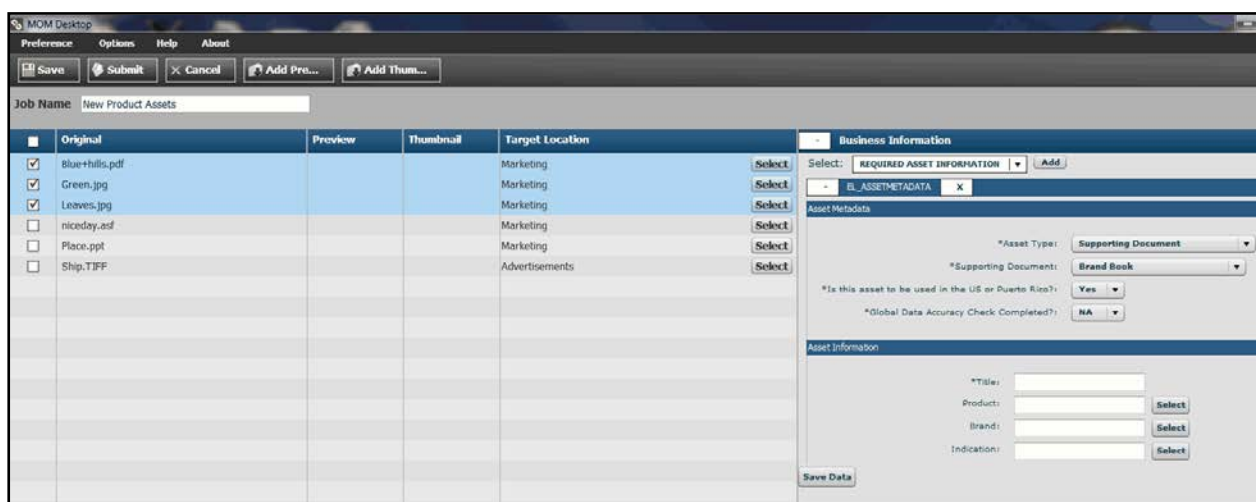 MOM Desktop
Preference Options Help About
Save Submit Cancel Add Pre... Add Thum...
Job Name New Product Assets
Original Preview Thumbnail Target Location
Blue+hills.pdf Marketing Select
Green.jpg Marketing Select
Leaves.jpg Marketing Select
niceday.asf Marketing Select
Place.ppt Marketing Select
Ship.TIFF Advertisements Select
- Business Information
Select: REQUIRED ASSET INFORMATION Add
- EL_ASSETMETADATA X
Asset Metadata
*Asset Type: Supporting Document
*Supporting Document: Brand Book
*Is this asset to be used in the US or Puerto Rico?: Yes
*Global Data Accuracy Check Completed?: NA
Asset Information
*Title:
Product: Select
Brand: Select
Indication: Select
Save Data